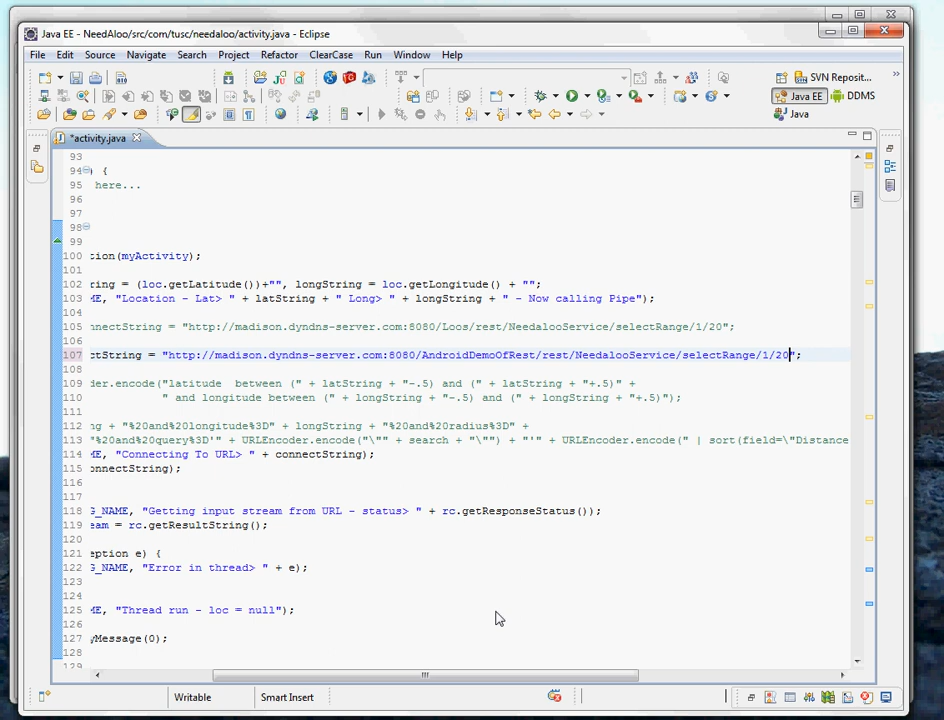 Java EE - NeedAloo/src/com/tusc/needaloo/activity.java - Eclipse
File Edit Source Navigate Search Project Refactor ClearCase Run Window Help
SVN Reposit...
Java EE DDMS
Java
*activity.java
93
94 ) {
95 here...
96
97
98
99
100 tion(myActivity);
101
102 ring = (loc.getLatitude())+"", longString = loc.getLongitude() + "";
103 ME, "Location - Lat> " + latString + " Long> " + longString + " - Now calling Pipe");
104
105 nnectString = "http://madison.dyndns-server.com:8080/Loos/rest/NeedalooService/selectRange/1/20";
106
107 ctString = "http://madison.dyndns-server.com:8080/AndroidDemoOfRest/rest/NeedalooService/selectRange/1/20";
108
109 der.encode("latitude  between (" + latString + "-.5) and (" + latString + "+.5)" +
110 " and longitude between (" + longString + "-.5) and (" + longString + "+.5)");
111
112 ng + "%20and%20longitude%3D" + longString + "%20and%20radius%3D" +
113 "%20and%20query%3D'" + URLEncoder.encode("\"" + search + "\"") + "'" + URLEncoder.encode(" | sort(field=\"Distance
114 ME, "Connecting To URL> " + connectString);
115 onnectString);
116
117
118 G_NAME, "Getting input stream from URL - status> " + rc.getResponseStatus());
119 eam = rc.getResultString();
120
121 eption e) {
122 G_NAME, "Error in thread> " + e);
123
124
125 ME, "Thread run - loc = null");
126
127 yMessage(0);
128
129
Writable Smart Insert